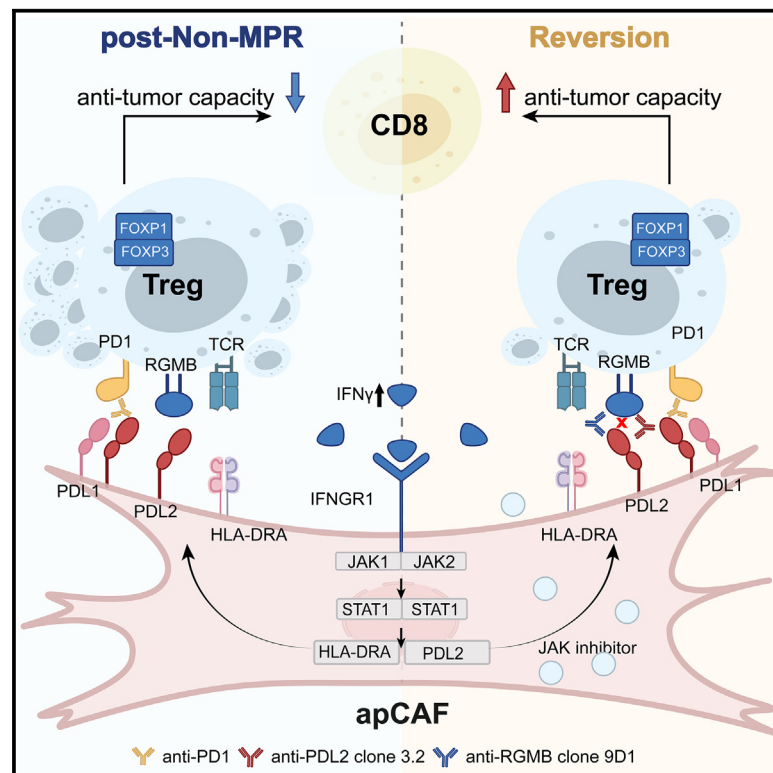 post-Non-MPR
Reversion
anti-tumor capacity
anti-tumor capacity
CD8
FOXP1
FOXP3
Treg
FOXP1
FOXP3
Treg
PD1
RGMB
TCR
TCR
RGMB
PD1
IFNγ
PDL1
PDL2
HLA-DRA
IFNGR1
HLA-DRA
PDL2
PDL1
JAK1
JAK2
STAT1
STAT1
HLA-DRA
PDL2
JAK inhibitor
apCAF
anti-PD1
anti-PDL2 clone 3.2
anti-RGMB clone 9D1